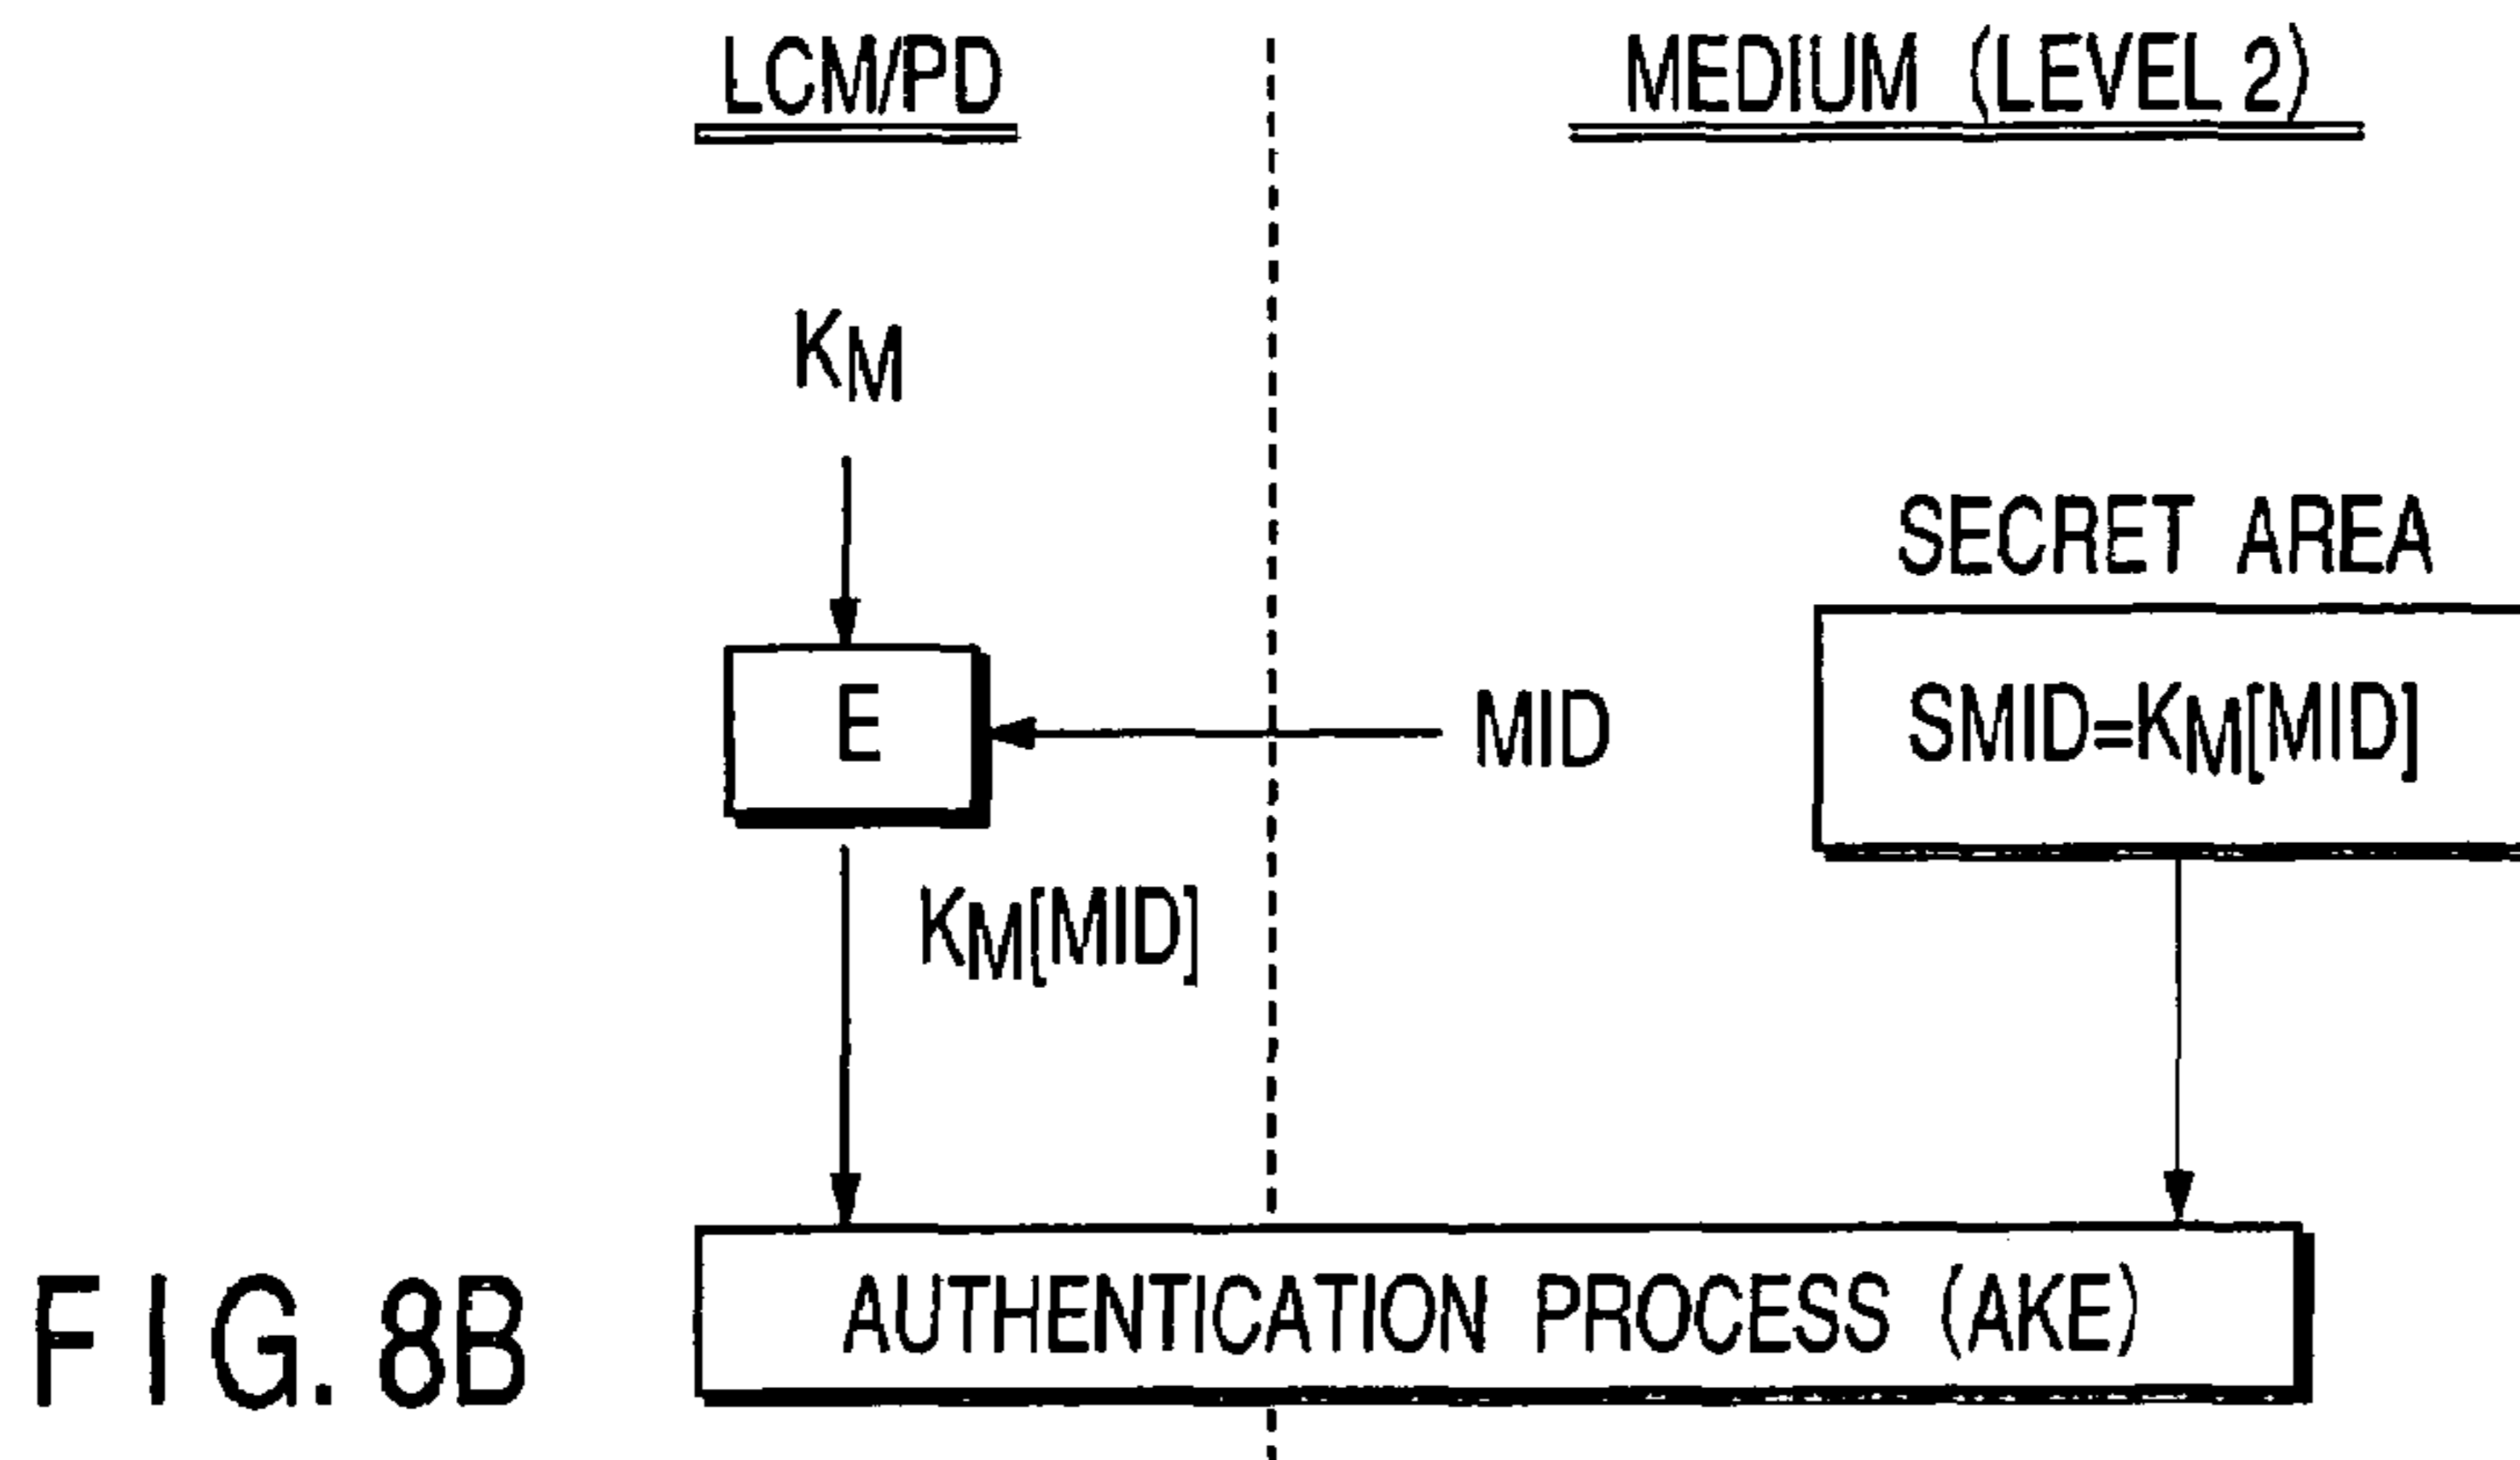 LCM/PD
MEDIUM (LEVEL 2)
KM
SECRET AREA
E
MID
SMID=KM[MID]
KM[MID]
AUTHENTICATION PROCESS (AKE)
FIG. 8B